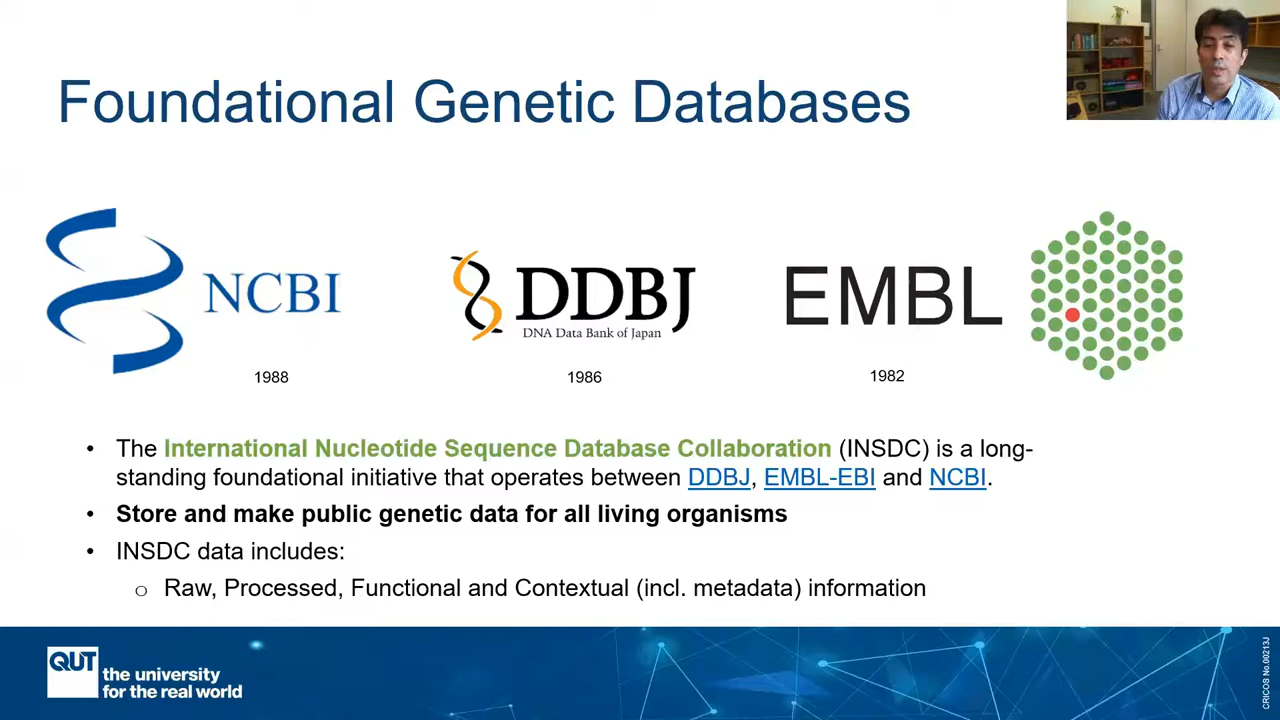 Foundational Genetic Databases
NCBI
DDBJ
DNA Data Bank of Japan
EMBL
1988
1986
1982
• The International Nucleotide Sequence Database Collaboration (INSDC) is a long-
standing foundational initiative that operates between DDBJ, EMBL-EBI and NCBI.
• Store and make public genetic data for all living organisms
• INSDC data includes:
o Raw, Processed, Functional and Contextual (incl. metadata) information
QUT
the university
for the real world
CRICOS No.00213J